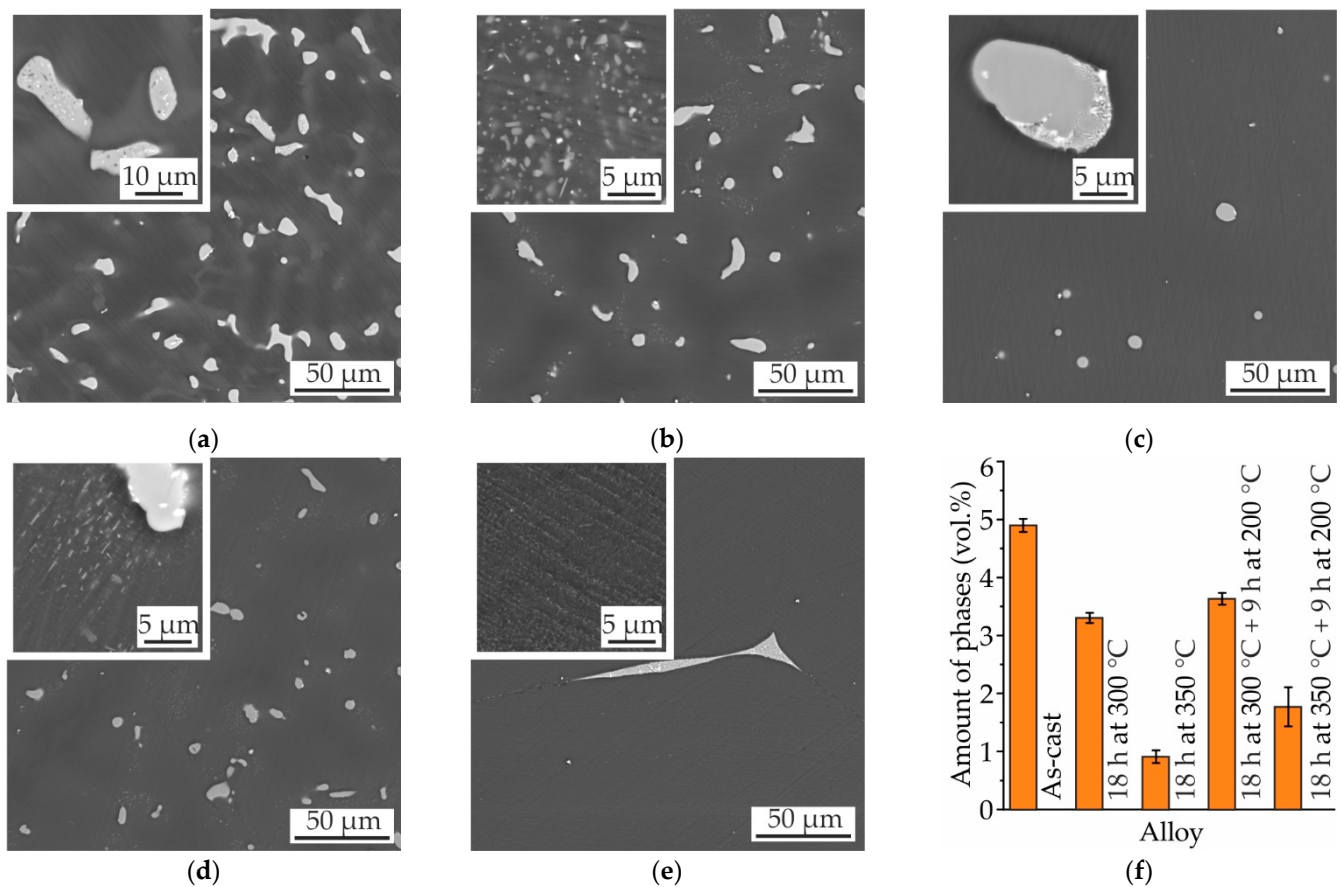 10 µm
50 µm
(a)
5 µm
50 µm
(b)
5 µm
50 µm
(c)
5 µm
50 µm
(d)
5 µm
50 µm
(e)
Amount of phases (vol.%)
6
5
4
3
2
1
0
As-cast
18 h at 300 °C
18 h at 350 °C
18 h at 300 °C + 9 h at 200 °C
18 h at 350 °C + 9 h at 200 °C
Alloy
(f)